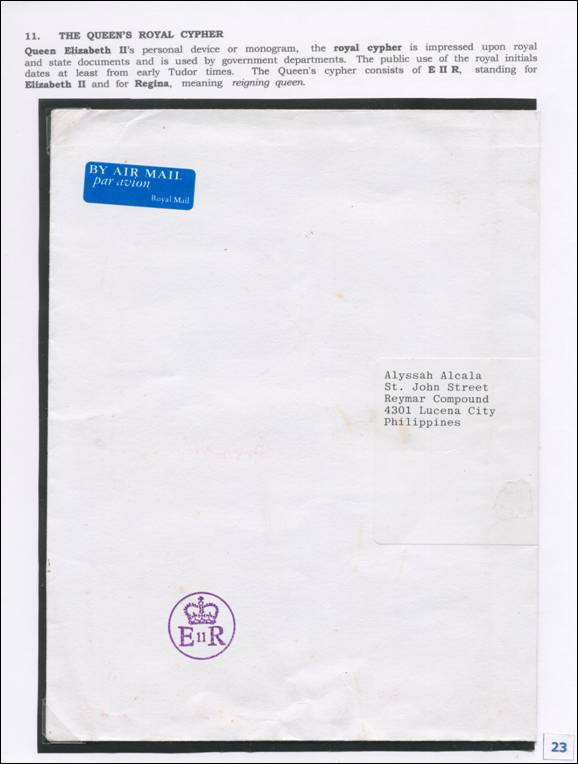 11. THE QUEEN'S ROYAL CYPHER
Queen Elizabeth II's personal device or monogram, the royal cypher is impressed upon royal
and state documents and is used by government departments. The public use of the royal initials
dates at least from early Tudor times. The Queen's cypher consists of E II R, standing for
Elizabeth II and for Regina, meaning reigning queen.
BY AIR MAIL
par avion
Royal Mail
Alyssah Alcala
St. John Street
Reymar Compound
4301 Lucena City
Philippines
E II R
23